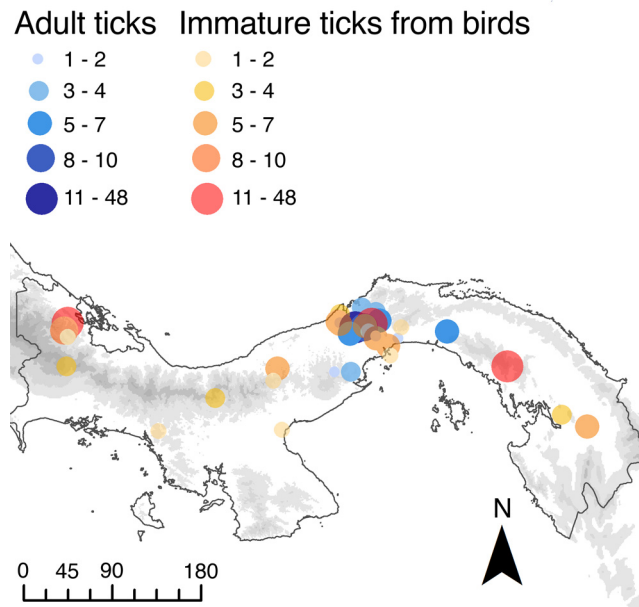 Adult ticks Immature ticks from birds
1 - 2 1 - 2
3 - 4 3 - 4
5 - 7 5 - 7
8 - 10 8 - 10
11 - 48 11 - 48
N
0 45 90 180